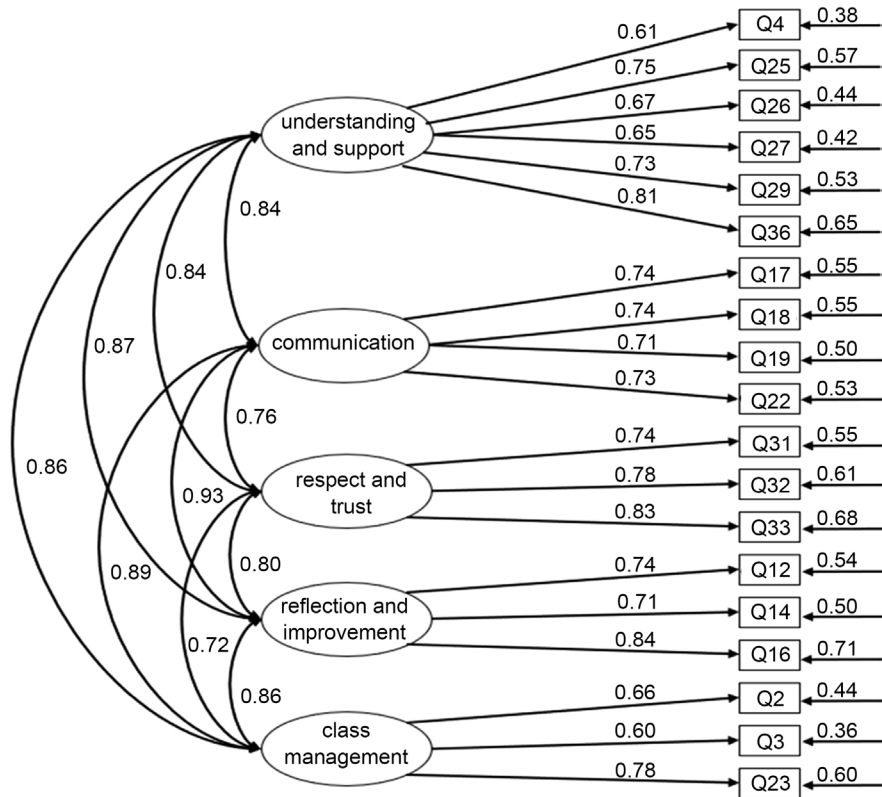 0.61
Q4
0.38
0.75
Q25
0.57
understanding
and support
0.67
Q26
0.44
0.65
Q27
0.42
0.73
Q29
0.53
0.81
Q36
0.65
0.84
0.84
0.87
0.86
0.74
Q17
0.55
communication
0.74
Q18
0.55
0.71
Q19
0.50
0.73
Q22
0.53
0.76
0.93
0.89
respect and
trust
0.74
Q31
0.55
0.78
Q32
0.61
0.83
Q33
0.68
0.80
0.72
reflection and
improvement
0.74
Q12
0.54
0.71
Q14
0.50
0.84
Q16
0.71
0.86
class
management
0.66
Q2
0.44
0.60
Q3
0.36
0.78
Q23
0.60